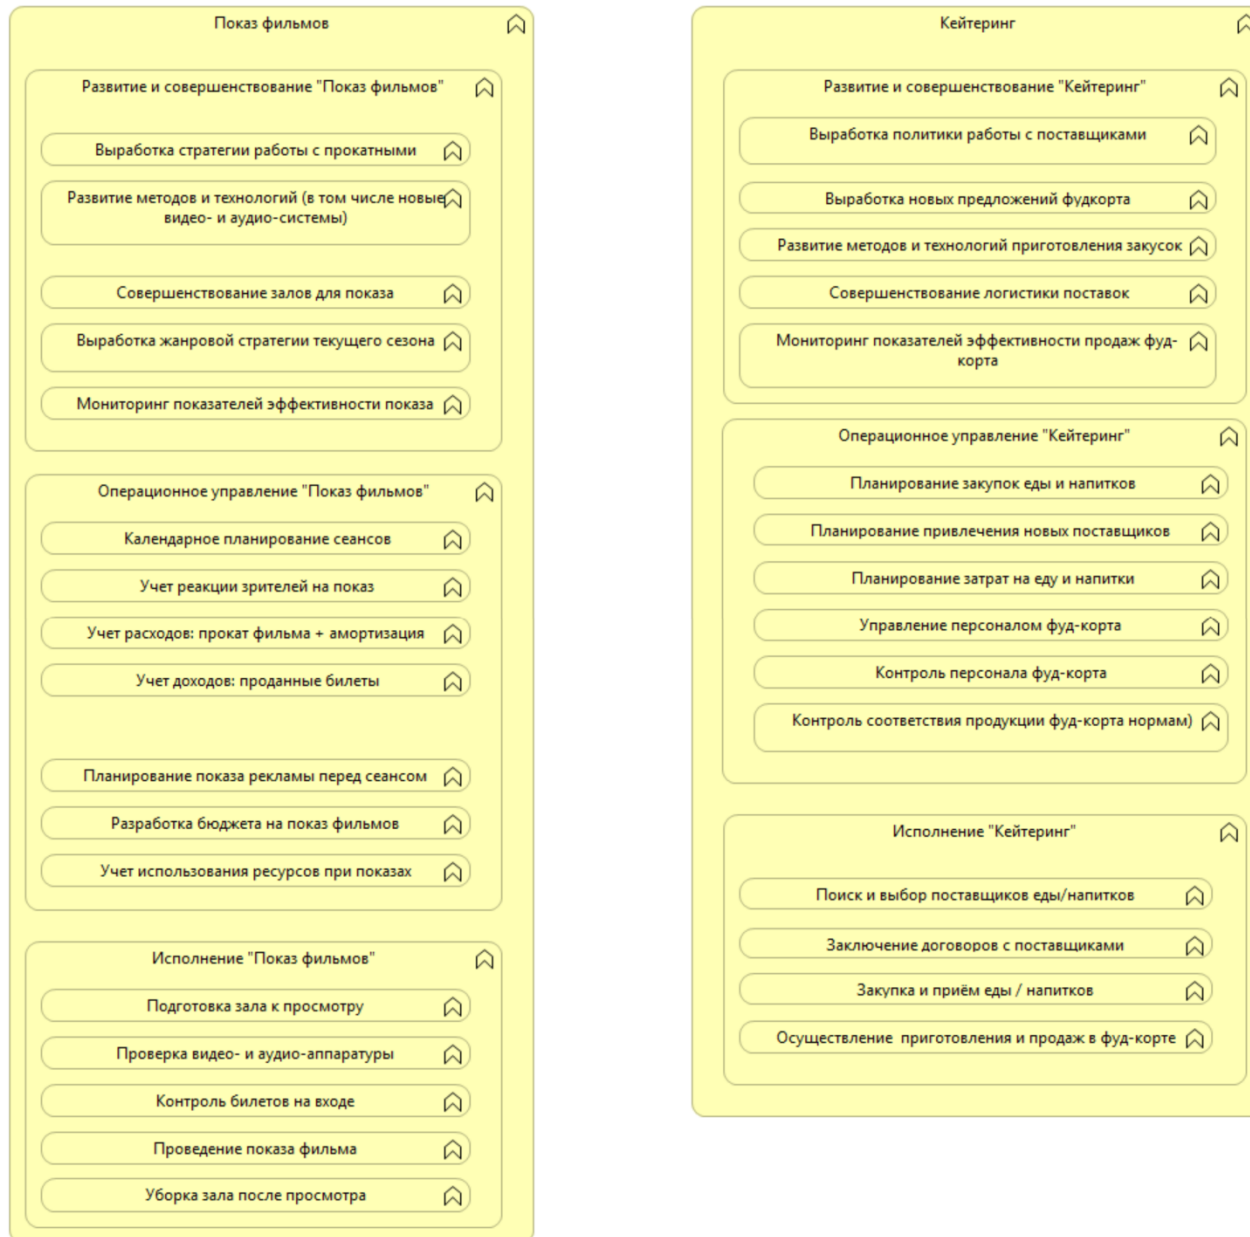 Показ фильмов
Развитие и совершенствование "Показ фильмов"
Выработка стратегии работы с прокатными
Развитие методов и технологий (в том числе новые
видео- и аудио-системы)
Совершенствование залов для показа
Выработка жанровой стратегии текущего сезона
Мониторинг показателей эффективности показа
Операционное управление "Показ фильмов"
Календарное планирование сеансов
Учет реакции зрителей на показ
Учет расходов: прокат фильма + амортизация
Учет доходов: проданные билеты
Планирование показа рекламы перед сеансом
Разработка бюджета на показ фильмов
Учет использования ресурсов при показах
Исполнение "Показ фильмов"
Подготовка зала к просмотру
Проверка видео- и аудио-аппаратуры
Контроль билетов на входе
Проведение показа фильма
Уборка зала после просмотра
Кейтеринг
Развитие и совершенствование "Кейтеринг"
Выработка политики работы с поставщиками
Выработка новых предложений фудкорта
Развитие методов и технологий приготовления закусок
Совершенствование логистики поставок
Мониторинг показателей эффективности продаж фуд-
корта
Операционное управление "Кейтеринг"
Планирование закупок еды и напитков
Планирование привлечения новых поставщиков
Планирование затрат на еду и напитки
Управление персоналом фуд-корта
Контроль персонала фуд-корта
Контроль соответствия продукции фуд-корта нормам)
Исполнение "Кейтеринг"
Поиск и выбор поставщиков еды/напитков
Заключение договоров с поставщиками
Закупка и приём еды / напитков
Осуществление  приготовления и продаж в фуд-корте